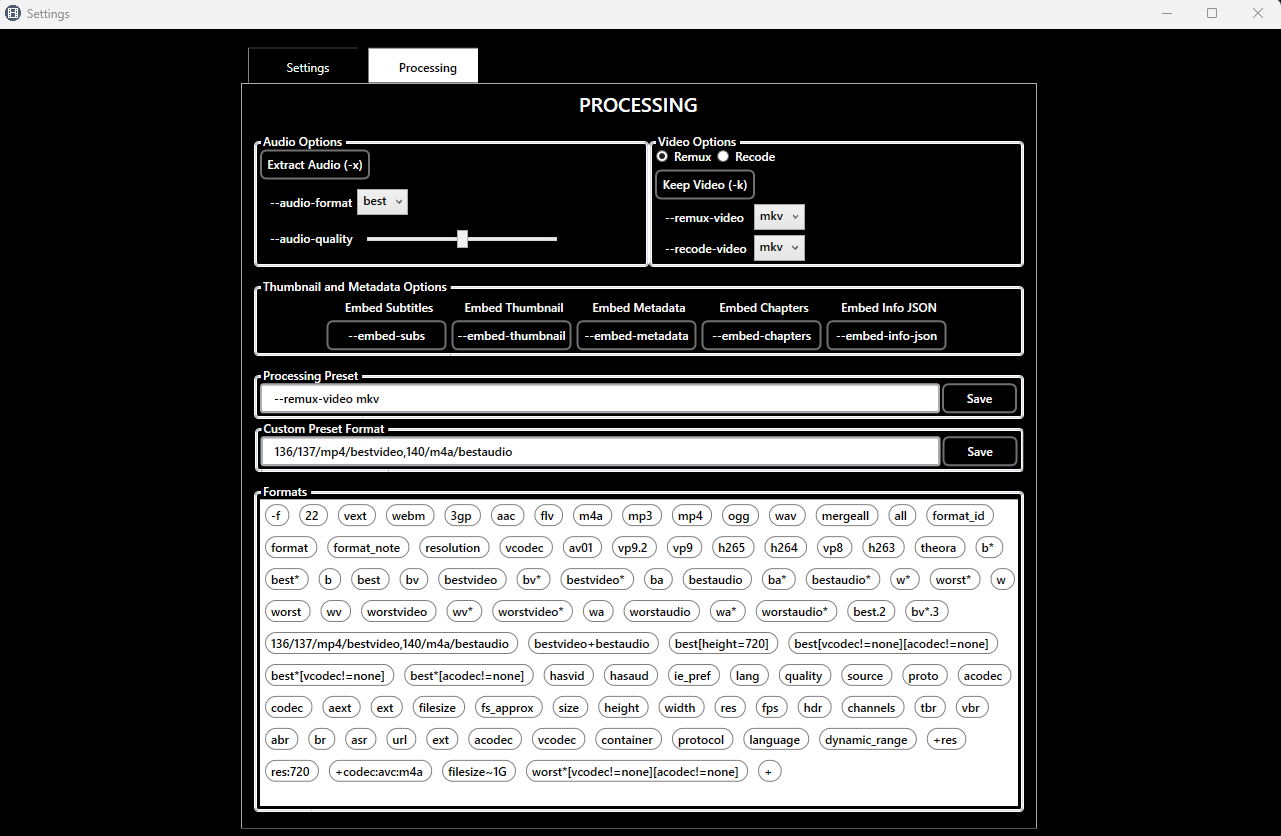 Settings
Settings Processing
PROCESSING
Audio Options
Extract Audio (-x)
--audio-format best
--audio-quality
Video Options
Remux Recode
Keep Video (-k)
--remux-video mkv
--recode-video mkv
Thumbnail and Metadata Options
Embed Subtitles Embed Thumbnail Embed Metadata Embed Chapters Embed Info JSON
--embed-subs --embed-thumbnail --embed-metadata --embed-chapters --embed-info-json
Processing Preset
--remux-video mkv Save
Custom Preset Format
136/137/mp4/bestvideo,140/m4a/bestaudio Save
Formats
-f 22 vext webm 3gp aac flv m4a mp3 mp4 ogg wav mergeall all format_id
format format_note resolution vcodec av01 vp9.2 vp9 h265 h264 vp8 h263 theora b*
best* b best bv bestvideo bv* bestvideo* ba bestaudio ba* bestaudio* w* worst* w
worst wv worstvideo wv* worstvideo* wa worstaudio wa* worstaudio* best.2 bv*.3
136/137/mp4/bestvideo,140/m4a/bestaudio bestvideo+bestaudio best[height=720] best[vcodec!=none][acodec!=none]
best*[vcodec!=none] best*[acodec!=none] hasvid hasaud ie_pref lang quality source proto acodec
codec aext ext filesize fs_approx size height width res fps hdr channels tbr vbr
abr br asr url ext acodec vcodec container protocol language dynamic_range +res
res:720 +codec:avc:m4a filesize~1G worst*[vcodec!=none][acodec!=none] +